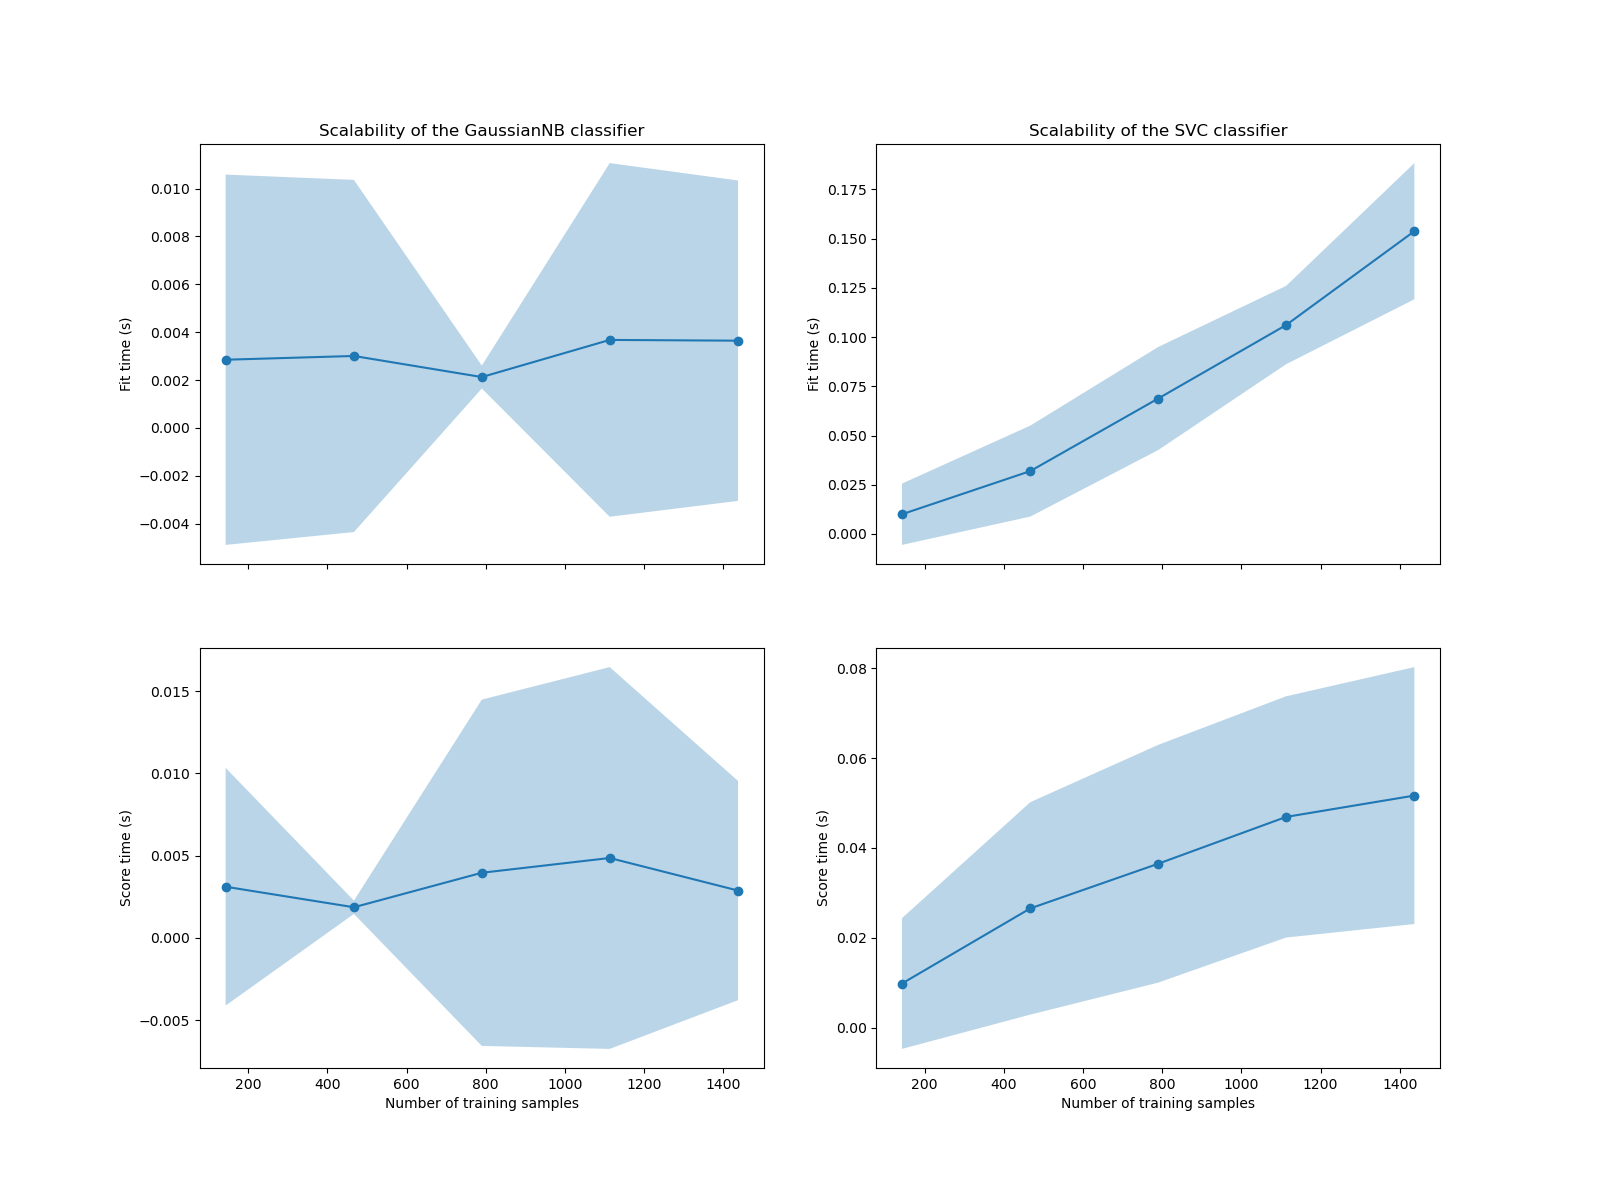 Scalability of the GaussianNB classifier
Scalability of the SVC classifier
0.010
0.008
0.006
0.004
0.002
0.000
−0.002
−0.004
Fit time (s)
0.175
0.150
0.125
0.100
0.075
0.050
0.025
0.000
Fit time (s)
0.015
0.010
0.005
0.000
−0.005
Score time (s)
200 400 600 800 1000 1200 1400
Number of training samples
0.08
0.06
0.04
0.02
0.00
Score time (s)
200 400 600 800 1000 1200 1400
Number of training samples